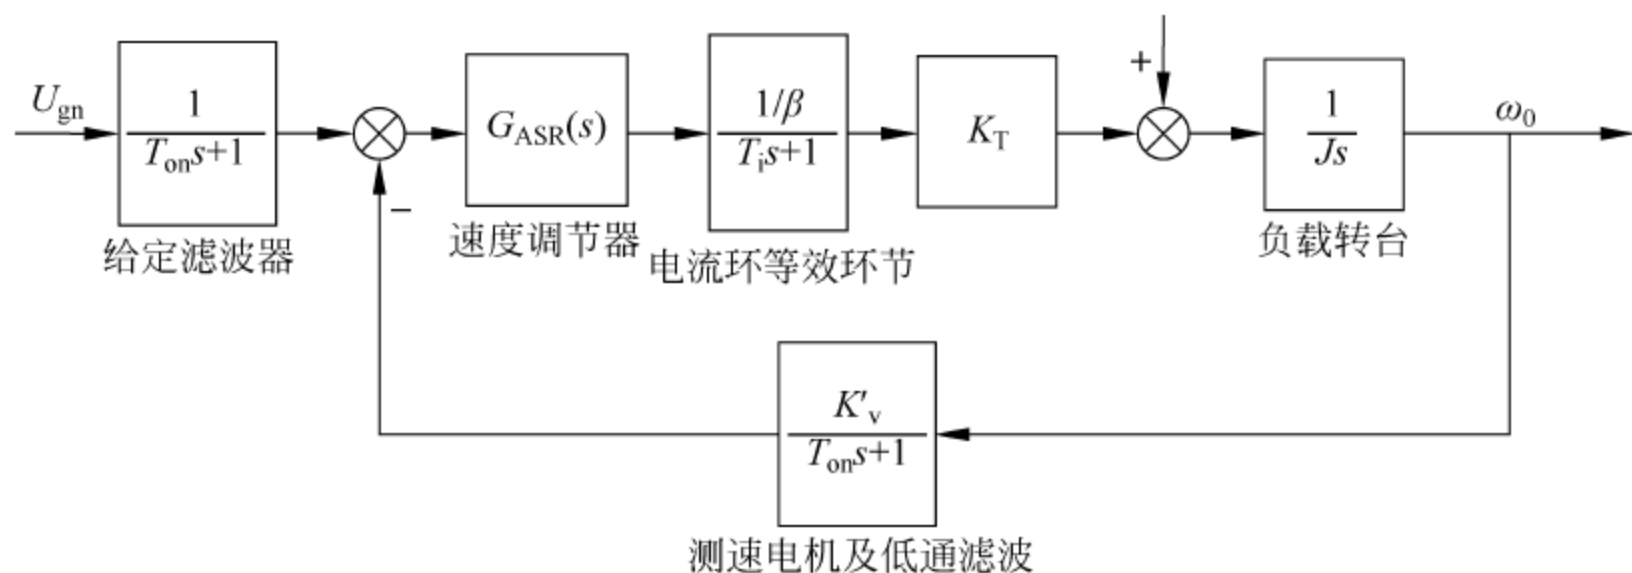 U_gn
1
T_on s+1
给定滤波器
−
G_ASR(s)
速度调节器
1/β
T_i s+1
电流环等效环节
K_T
+
1
Js
负载转台
ω_0
K′_v
T_on s+1
测速电机及低通滤波